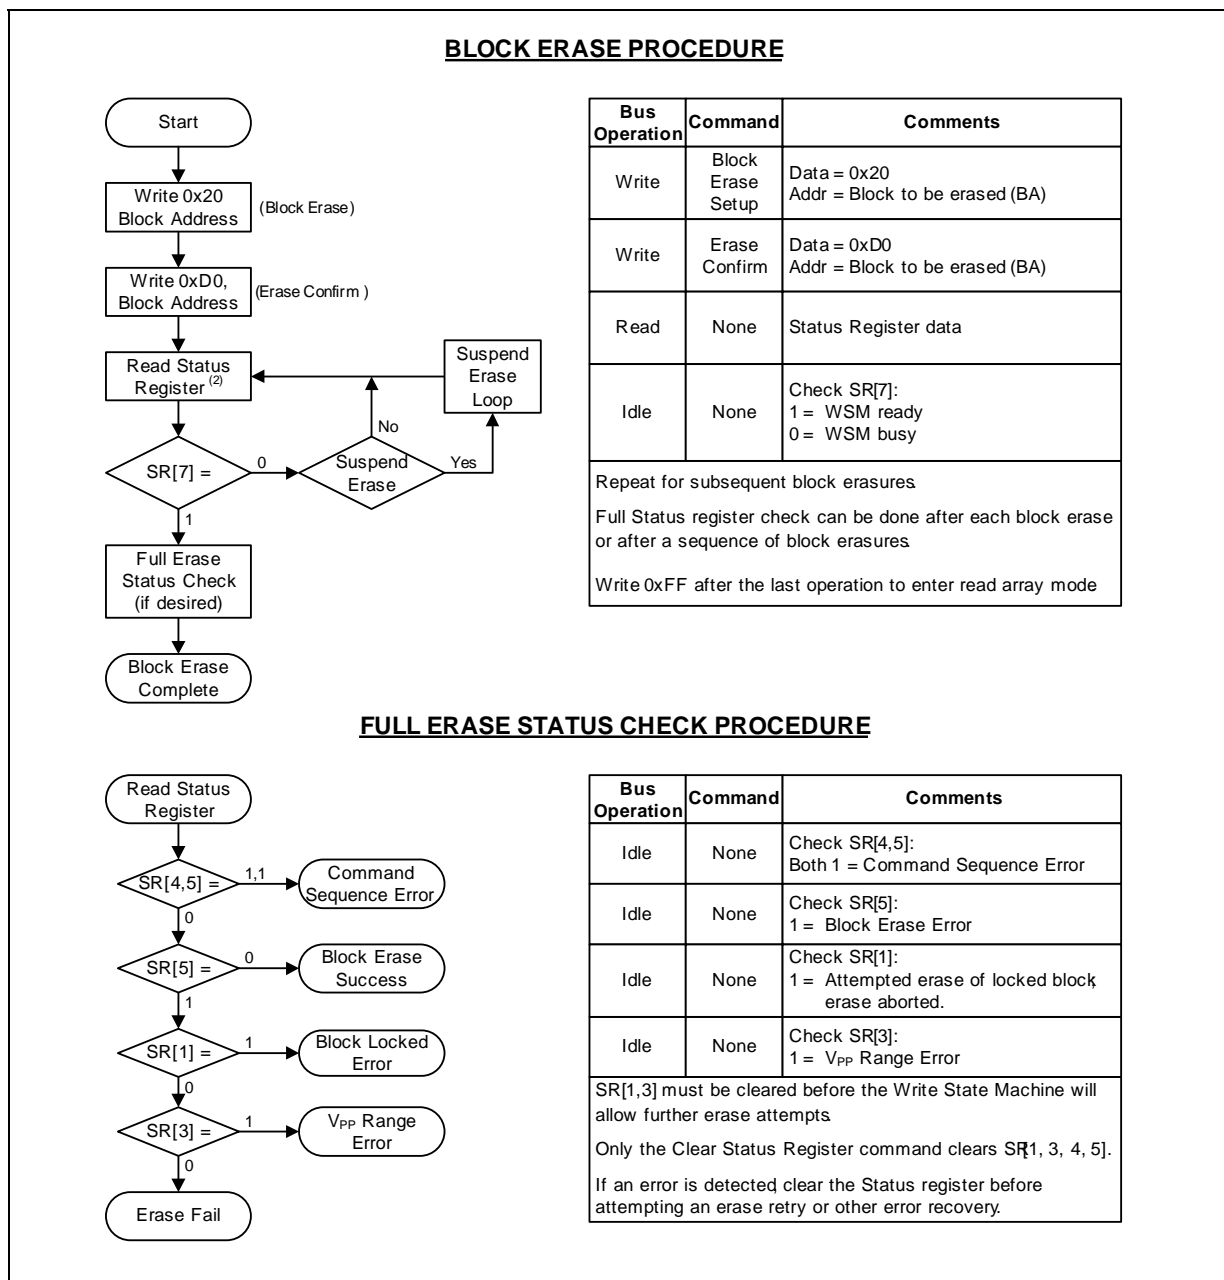 BLOCK ERASE PROCEDURE
Start
Write 0x20
Block Address
(Block Erase)
Write 0xD0,
Block Address
(Erase Confirm )
Read Status
Register (2)
Suspend
Erase
Loop
No
SR[7] =
0
Suspend
Erase
Yes
1
Full Erase
Status Check
(if desired)
Block Erase
Complete
Bus
Operation
Command
Comments
Write
Block
Erase
Setup
Data = 0x20
Addr = Block to be erased (BA)
Write
Erase
Confirm
Data = 0xD0
Addr = Block to be erased (BA)
Read
None
Status Register data
Idle
None
Check SR[7]:
1 = WSM ready
0 = WSM busy
Repeat for subsequent block erasures.
Full Status register check can be done after each block erase
or after a sequence of block erasures.
Write 0xFF after the last operation to enter read array mode
FULL ERASE STATUS CHECK PROCEDURE
Read Status
Register
SR[4,5] =
1,1
Command
Sequence Error
0
SR[5] =
0
Block Erase
Success
1
SR[1] =
1
Block Locked
Error
0
SR[3] =
1
VPP Range
Error
0
Erase Fail
Bus
Operation
Command
Comments
Idle
None
Check SR[4,5]:
Both 1 = Command Sequence Error
Idle
None
Check SR[5]:
1 = Block Erase Error
Idle
None
Check SR[1]:
1 = Attempted erase of locked block,
erase aborted.
Idle
None
Check SR[3]:
1 = VPP Range Error
SR[1,3] must be cleared before the Write State Machine will
allow further erase attempts.
Only the Clear Status Register command clears SR[1, 3, 4, 5].
If an error is detected, clear the Status register before
attempting an erase retry or other error recovery.